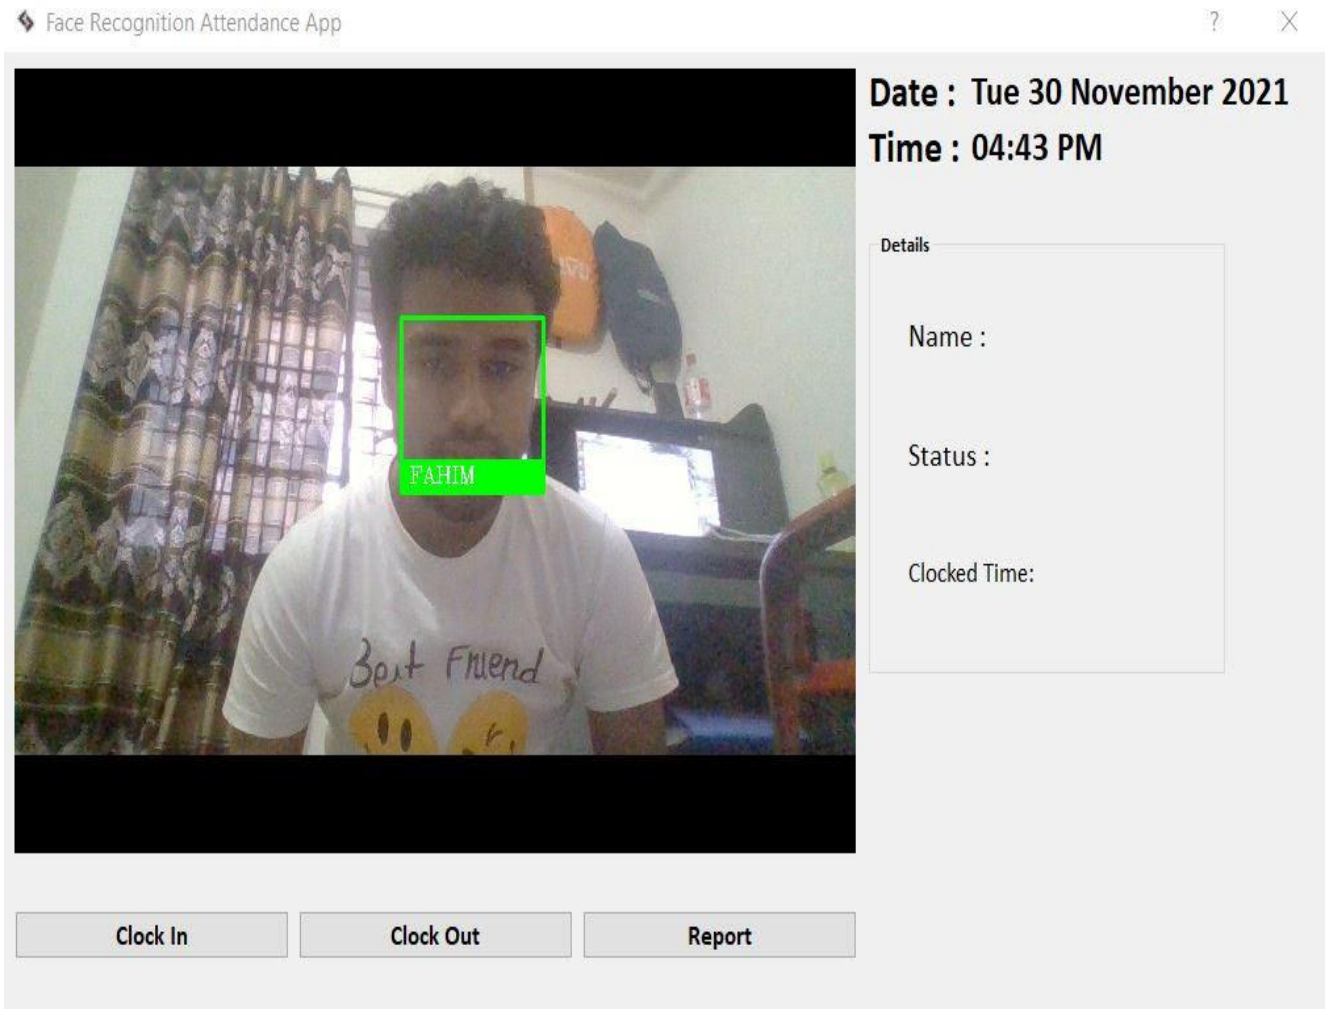 Face Recognition Attendance App
?
Date : Tue 30 November 2021
Time : 04:43 PM
Details
Name :
Status :
Clocked Time:
FAHIM
Best Friend
Clock In
Clock Out
Report